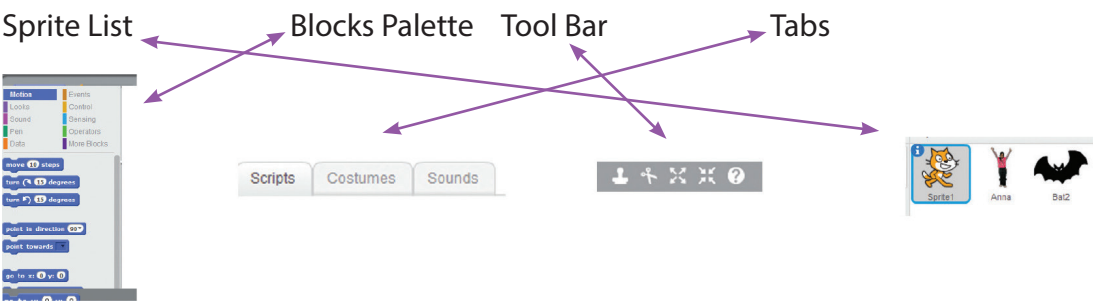 Sprite List Blocks Palette Tool Bar Tabs
Motion Events
Looks Control
Sound Sensing
Pen Operators
Data More Blocks
move 10 steps
turn 15 degrees
turn 15 degrees
point in direction 90
point towards
go to x: 0 y: 0
Scripts Costumes Sounds
?
i
Sprite1 Anna Bat2